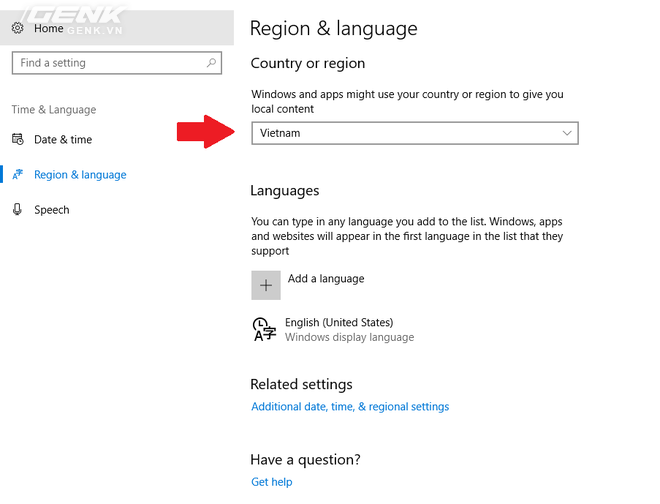 GENK
GENK.VN
Home
Find a setting
Time & Language
Date & time
Region & language
Speech
Region & language
Country or region
Windows and apps might use your country or region to give you
local content
Vietnam
Languages
You can type in any language you add to the list. Windows, apps
and websites will appear in the first language in the list that they
support
Add a language
English (United States)
Windows display language
Related settings
Additional date, time, & regional settings
Have a question?
Get help